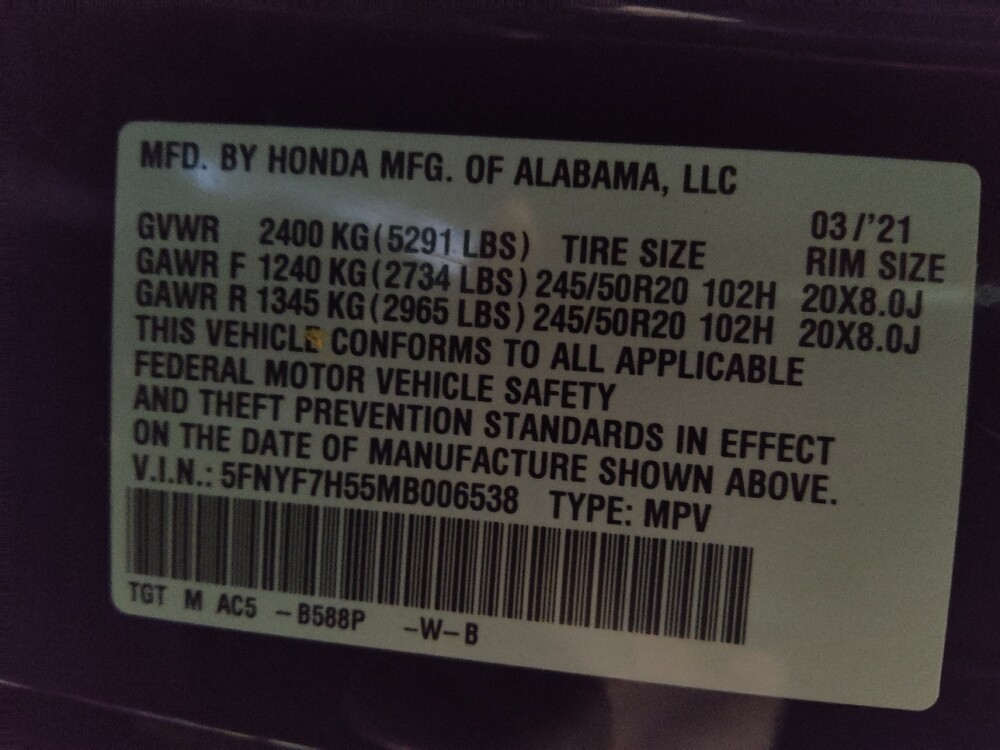 MFD. BY HONDA MFG. OF ALABAMA, LLC
03/'21
GVWR 2400 KG(5291 LBS) TIRE SIZE RIM SIZE
GAWR F 1240 KG(2734 LBS) 245/50R20 102H 20X8.0J
GAWR R 1345 KG(2965 LBS) 245/50R20 102H 20X8.0J
THIS VEHICLE CONFORMS TO ALL APPLICABLE
FEDERAL MOTOR VEHICLE SAFETY
AND THEFT PREVENTION STANDARDS IN EFFECT
ON THE DATE OF MANUFACTURE SHOWN ABOVE.
V.I.N.: 5FNYF7H55MB006538 TYPE: MPV
TGT M AC5 -B588P -W-B